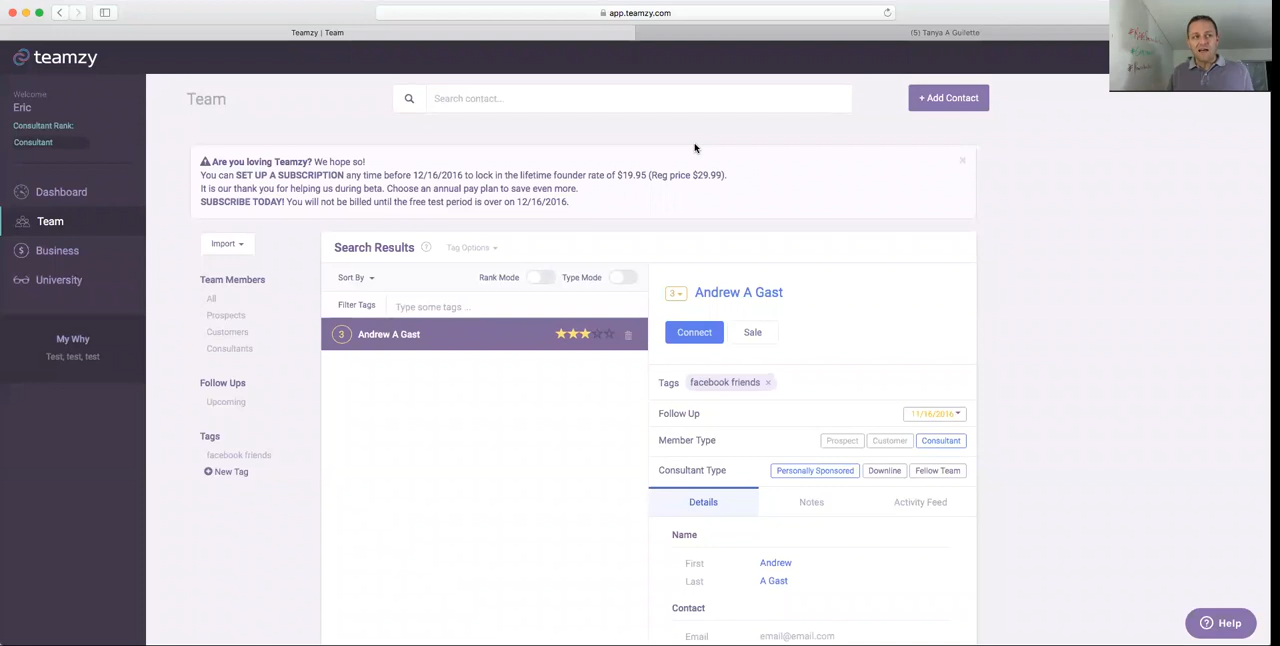 app.teamzy.com
Teamzy | Team
(5) Tanya A Guilette
teamzy
Welcome
Eric
Consultant Rank:
Consultant
Dashboard
Team
Business
University
My Why
Test, test, test
Team
Search contact...
+ Add Contact
Are you loving Teamzy? We hope so!
You can SET UP A SUBSCRIPTION any time before 12/16/2016 to lock in the lifetime founder rate of $19.95 (Reg price $29.99).
It is our thank you for helping us during beta. Choose an annual pay plan to save even more.
SUBSCRIBE TODAY! You will not be billed until the free test period is over on 12/16/2016.
×
Import
Team Members
All
Prospects
Customers
Consultants
Follow Ups
Upcoming
Tags
facebook friends
New Tag
Search Results ? Tag Options
Sort By Rank Mode Type Mode
Filter Tags Type some tags ...
3 Andrew A Gast
3 Andrew A Gast
Connect Sale
Tags facebook friends ×
Follow Up 11/16/2016
Member Type Prospect Customer Consultant
Consultant Type Personally Sponsored Downline Fellow Team
Details Notes Activity Feed
Name
First Andrew
Last A Gast
Contact
Email email@email.com
? Help